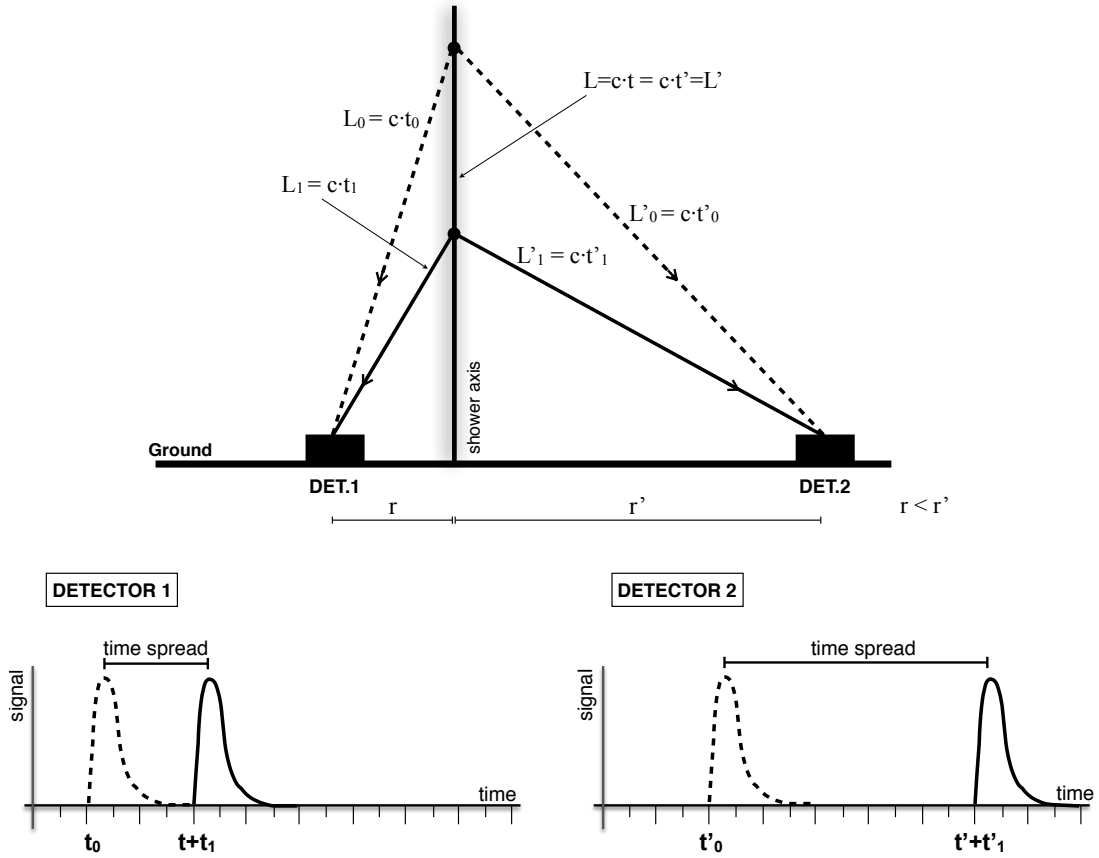 L=c·t = c·t’=L’
L₀ = c·t₀
L₁ = c·t₁
L’₀ = c·t’₀
L’₁ = c·t’₁
shower axis
Ground
DET.1
DET.2
r
r’
r < r’
DETECTOR 1
DETECTOR 2
time spread
time spread
signal
signal
time
time
t₀
t+t₁
t’₀
t’+t’₁